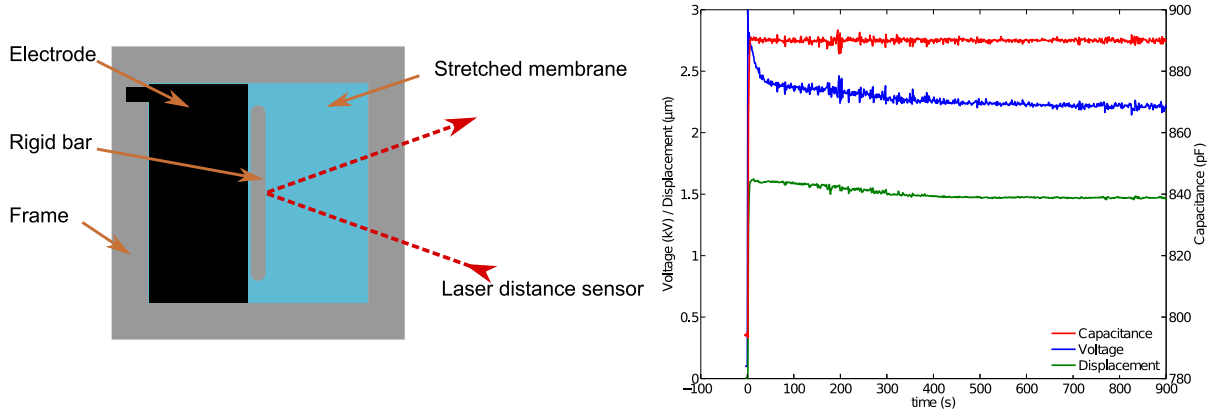 Electrode
Rigid bar
Frame
Stretched membrane
Laser distance sensor
Voltage (kV) / Displacement (µm)
3
2.5
2
1.5
1
0.5
0
Capacitance (pF)
900
880
860
840
820
800
780
Capacitance
Voltage
Displacement
−100 0 100 200 300 400 500 600 700 800 900
time (s)